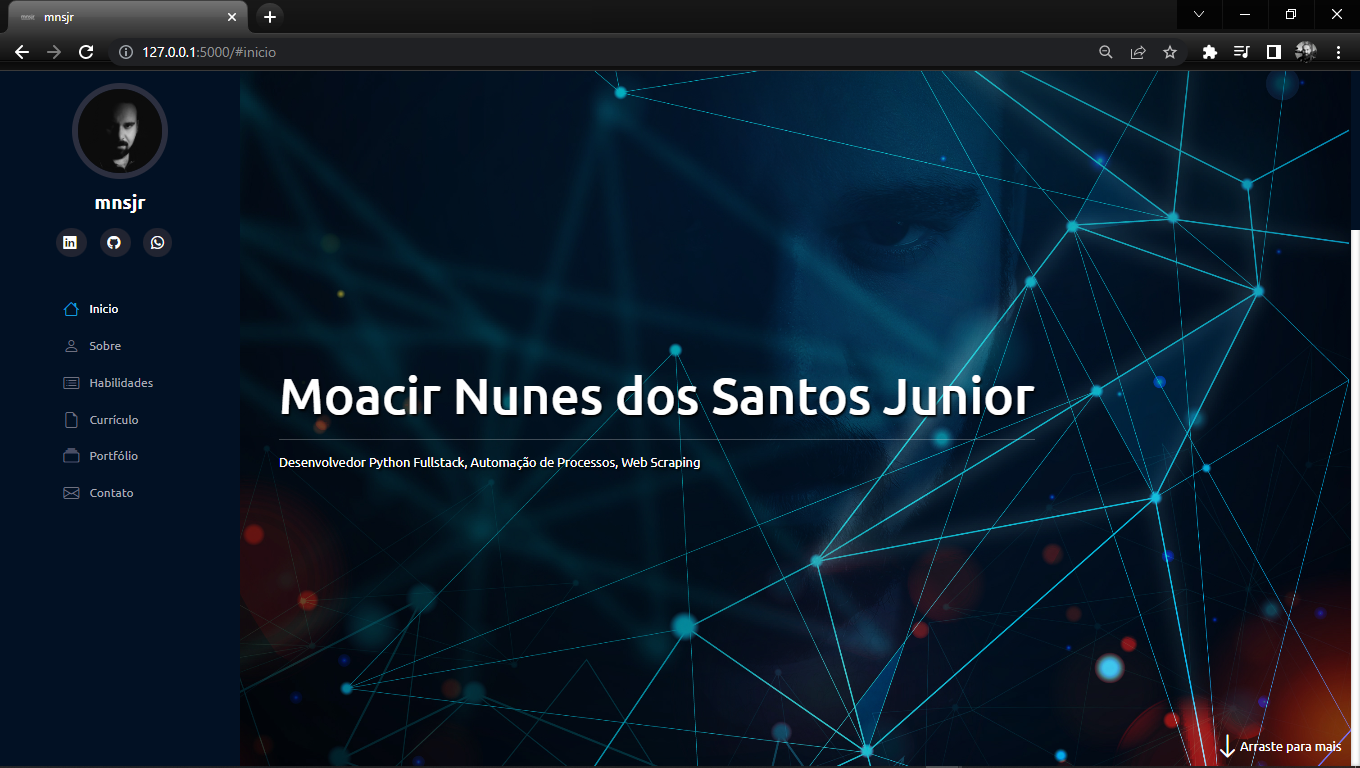 mnsjr
127.0.0.1:5000/#inicio
mnsjr
Inicio
Sobre
Habilidades
Currículo
Portfólio
Contato
Moacir Nunes dos Santos Junior
Desenvolvedor Python Fullstack, Automação de Processos, Web Scraping
Arraste para mais